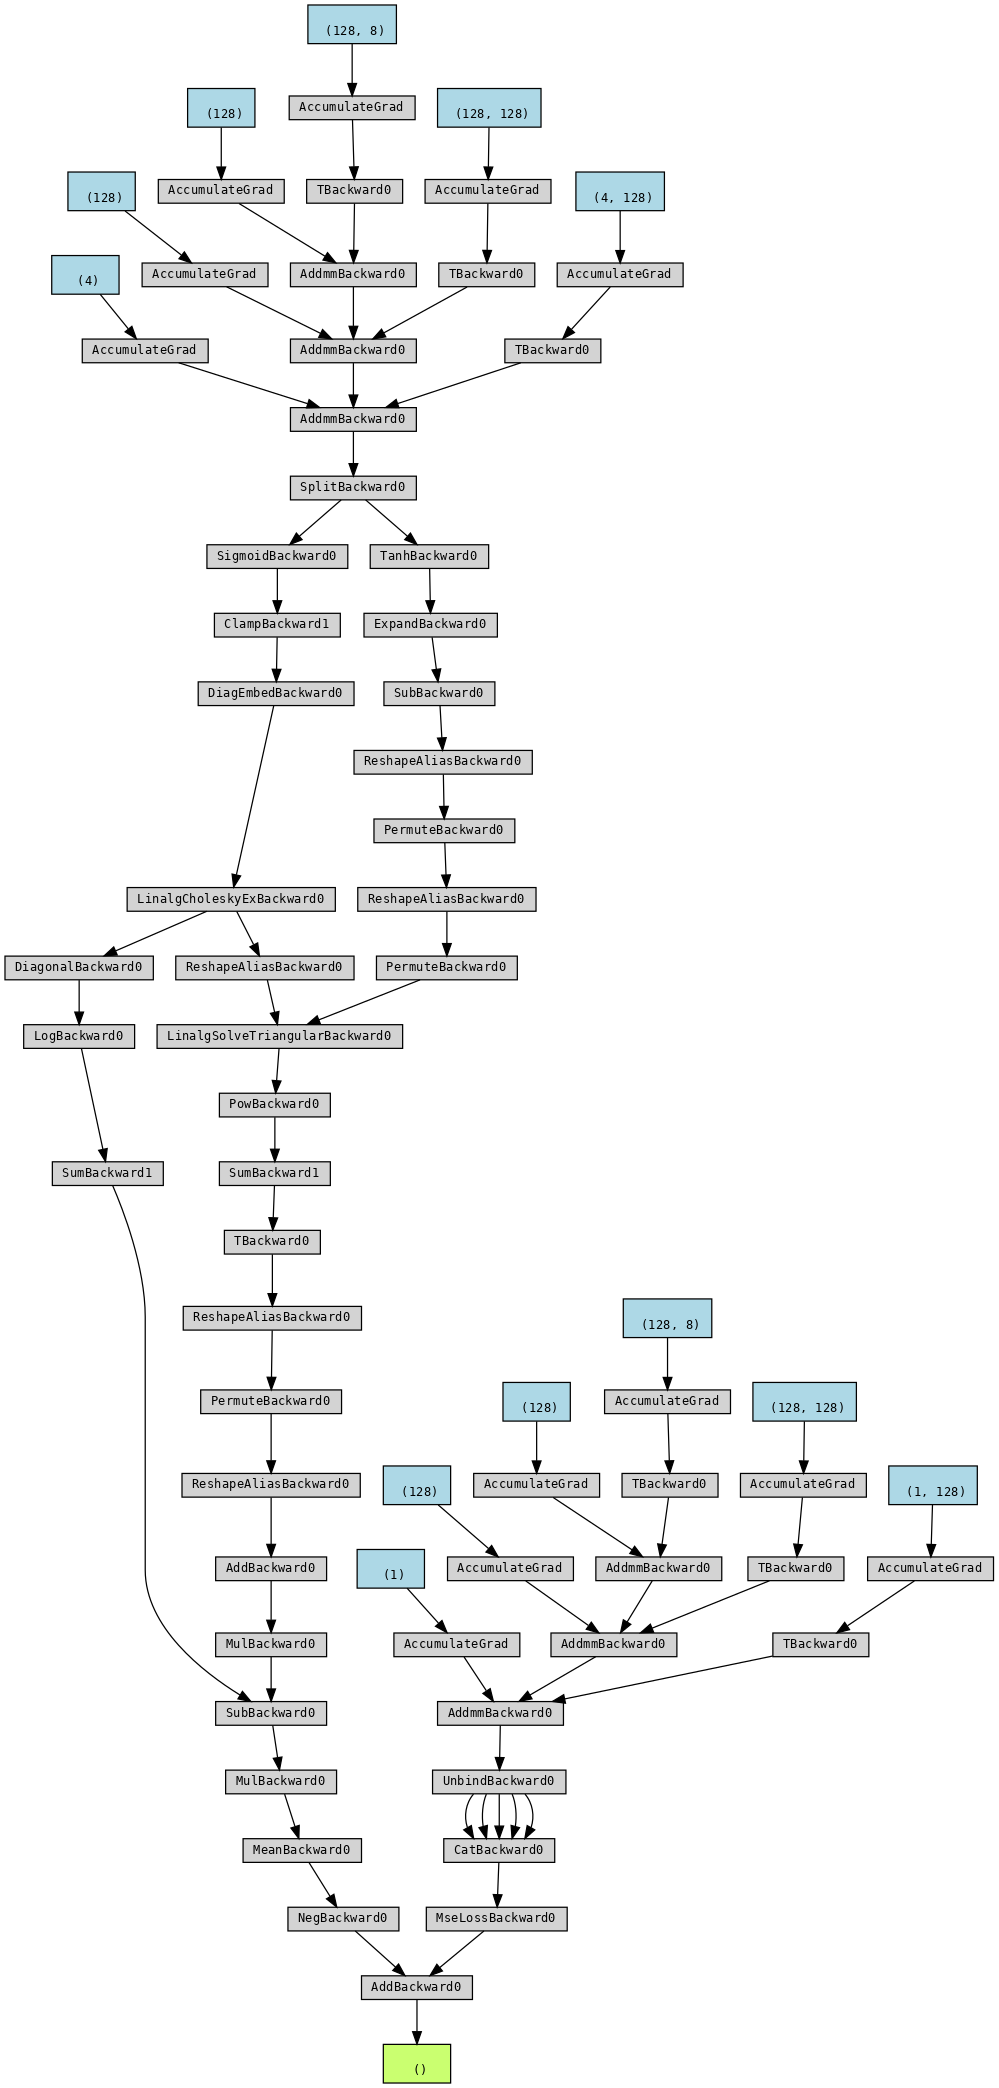 (128, 8)
AccumulateGrad
(128)
(128, 128)
AccumulateGrad
TBackward0
AccumulateGrad
(128)
(4, 128)
AccumulateGrad
AddmmBackward0
TBackward0
AccumulateGrad
(4)
AccumulateGrad
AddmmBackward0
TBackward0
AddmmBackward0
SplitBackward0
SigmoidBackward0
TanhBackward0
ClampBackward1
ExpandBackward0
DiagEmbedBackward0
SubBackward0
ReshapeAliasBackward0
PermuteBackward0
LinalgCholeskyExBackward0
ReshapeAliasBackward0
DiagonalBackward0
ReshapeAliasBackward0
PermuteBackward0
LogBackward0
LinalgSolveTriangularBackward0
PowBackward0
SumBackward1
SumBackward1
TBackward0
ReshapeAliasBackward0
(128, 8)
PermuteBackward0
(128)
AccumulateGrad
(128, 128)
ReshapeAliasBackward0
(128)
AccumulateGrad
TBackward0
AccumulateGrad
(1, 128)
AddBackward0
(1)
AccumulateGrad
AddmmBackward0
TBackward0
AccumulateGrad
MulBackward0
AccumulateGrad
AddmmBackward0
TBackward0
SubBackward0
AddmmBackward0
MulBackward0
UnbindBackward0
MeanBackward0
CatBackward0
NegBackward0
MseLossBackward0
AddBackward0
()